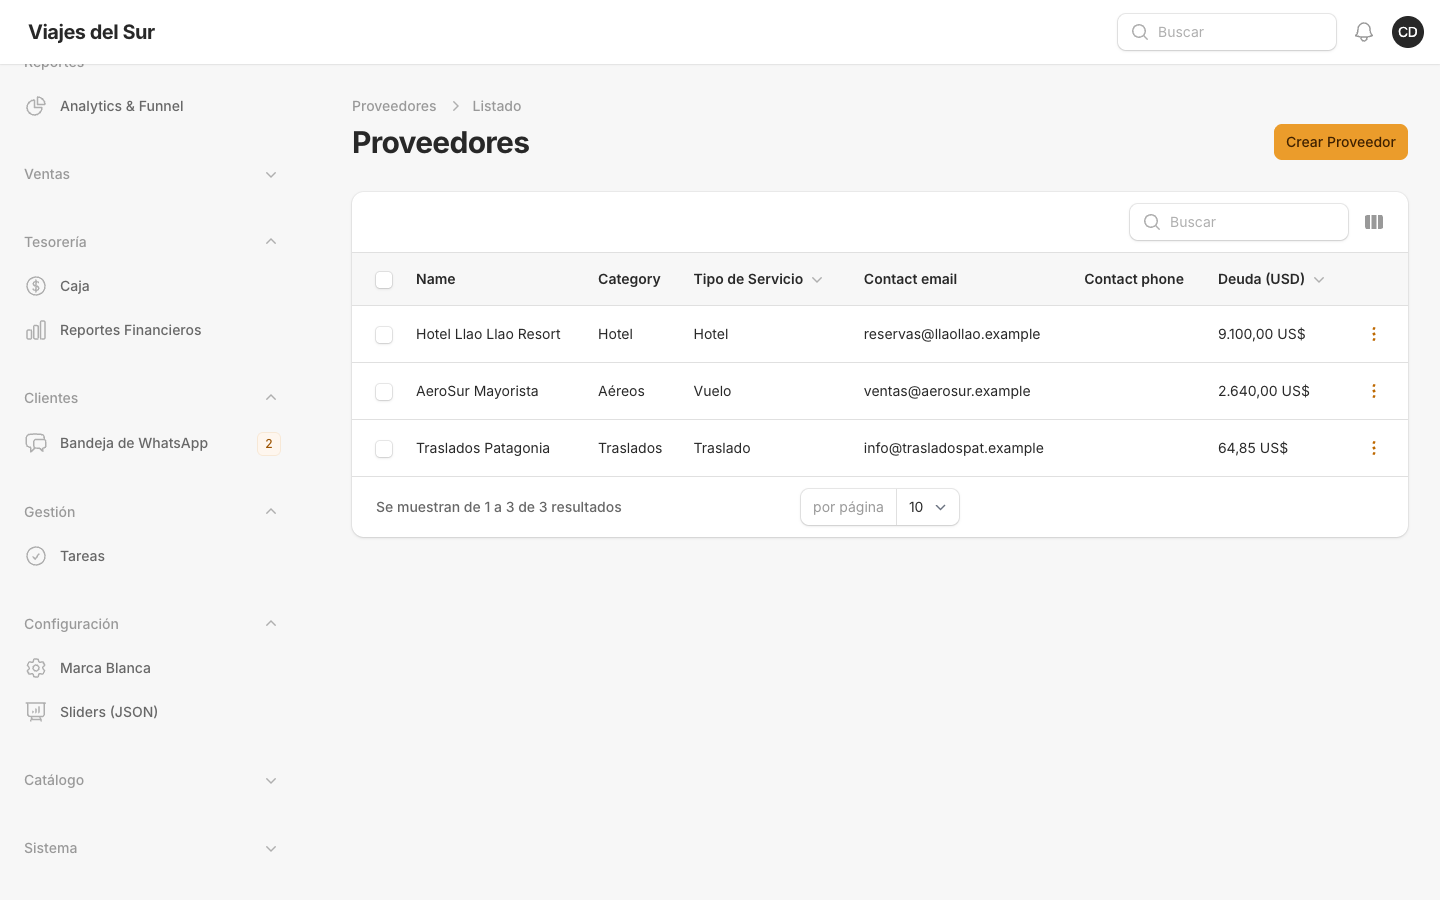 Viajes del Sur
Buscar
CD
Reportes
Analytics & Funnel
Ventas
Tesorería
Caja
Reportes Financieros
Clientes
Bandeja de WhatsApp 2
Gestión
Tareas
Configuración
Marca Blanca
Sliders (JSON)
Catálogo
Sistema
Proveedores > Listado
Proveedores
Crear Proveedor
Buscar
Name Category Tipo de Servicio Contact email Contact phone Deuda (USD)
Hotel Llao Llao Resort Hotel Hotel reservas@llaollao.example 9.100,00 US$
AeroSur Mayorista Aéreos Vuelo ventas@aerosur.example 2.640,00 US$
Traslados Patagonia Traslados Traslado info@trasladospat.example 64,85 US$
Se muestran de 1 a 3 de 3 resultados
por página 10